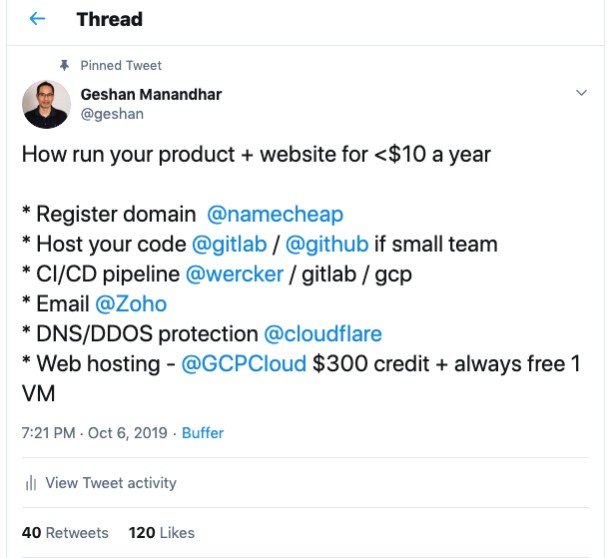 Thread
Pinned Tweet
Geshan Manandhar
@geshan
How run your product + website for <$10 a year
* Register domain @namecheap
* Host your code @gitlab / @github if small team
* CI/CD pipeline @wercker / gitlab / gcp
* Email @Zoho
* DNS/DDOS protection @cloudflare
* Web hosting - @GCPCloud $300 credit + always free 1
VM
7:21 PM · Oct 6, 2019 · Buffer
View Tweet activity
40 Retweets 120 Likes